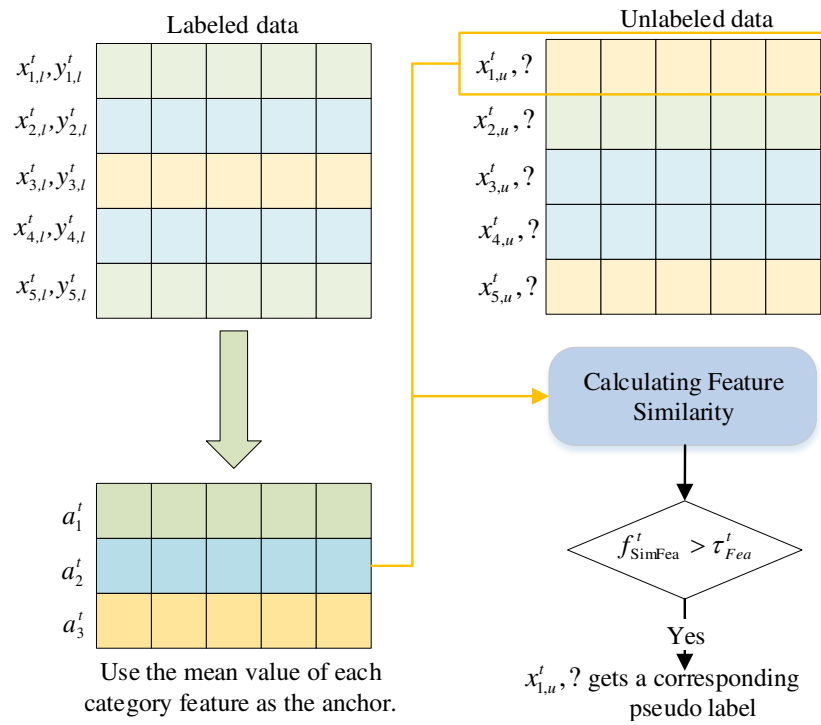 Labeled data
x^t_{1,l}, y^t_{1,l}
x^t_{2,l}, y^t_{2,l}
x^t_{3,l}, y^t_{3,l}
x^t_{4,l}, y^t_{4,l}
x^t_{5,l}, y^t_{5,l}
a^t_1
a^t_2
a^t_3
Use the mean value of each
category feature as the anchor.
Unlabeled data
x^t_{1,u}, ?
x^t_{2,u}, ?
x^t_{3,u}, ?
x^t_{4,u}, ?
x^t_{5,u}, ?
Calculating Feature
Similarity
f^t_{SimFea} > τ^t_{Fea}
Yes
x^t_{1,u}, ? gets a corresponding
pseudo label